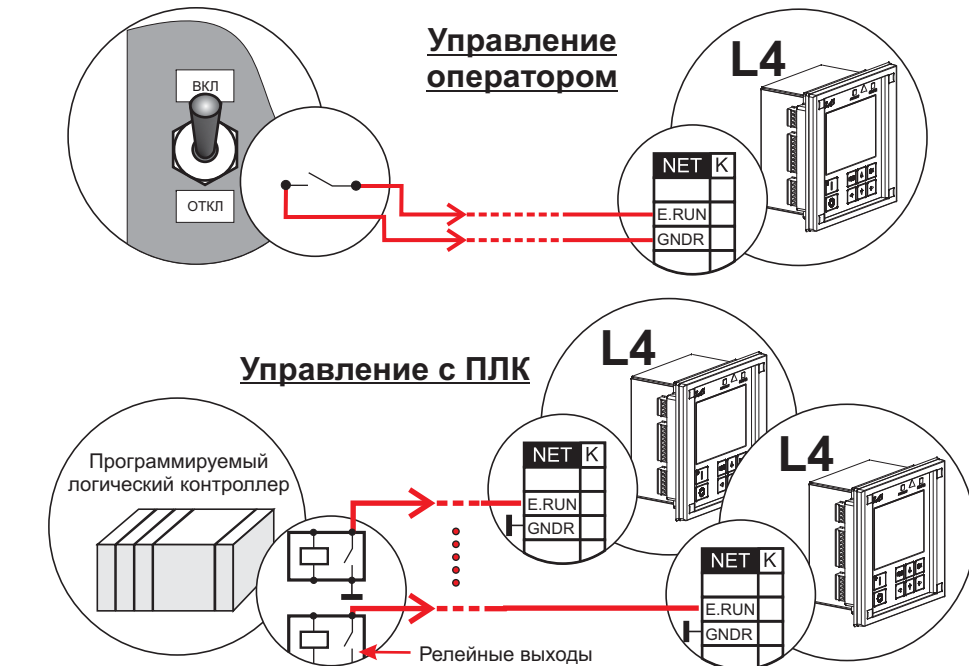 Управление
оператором
L4
ВКЛ
ОТКЛ
NET K
E.RUN
GNDR
Управление с ПЛК
L4
Программируемый
логический контроллер
NET K
E.RUN
GNDR
L4
NET K
E.RUN
GNDR
Релейные выходы